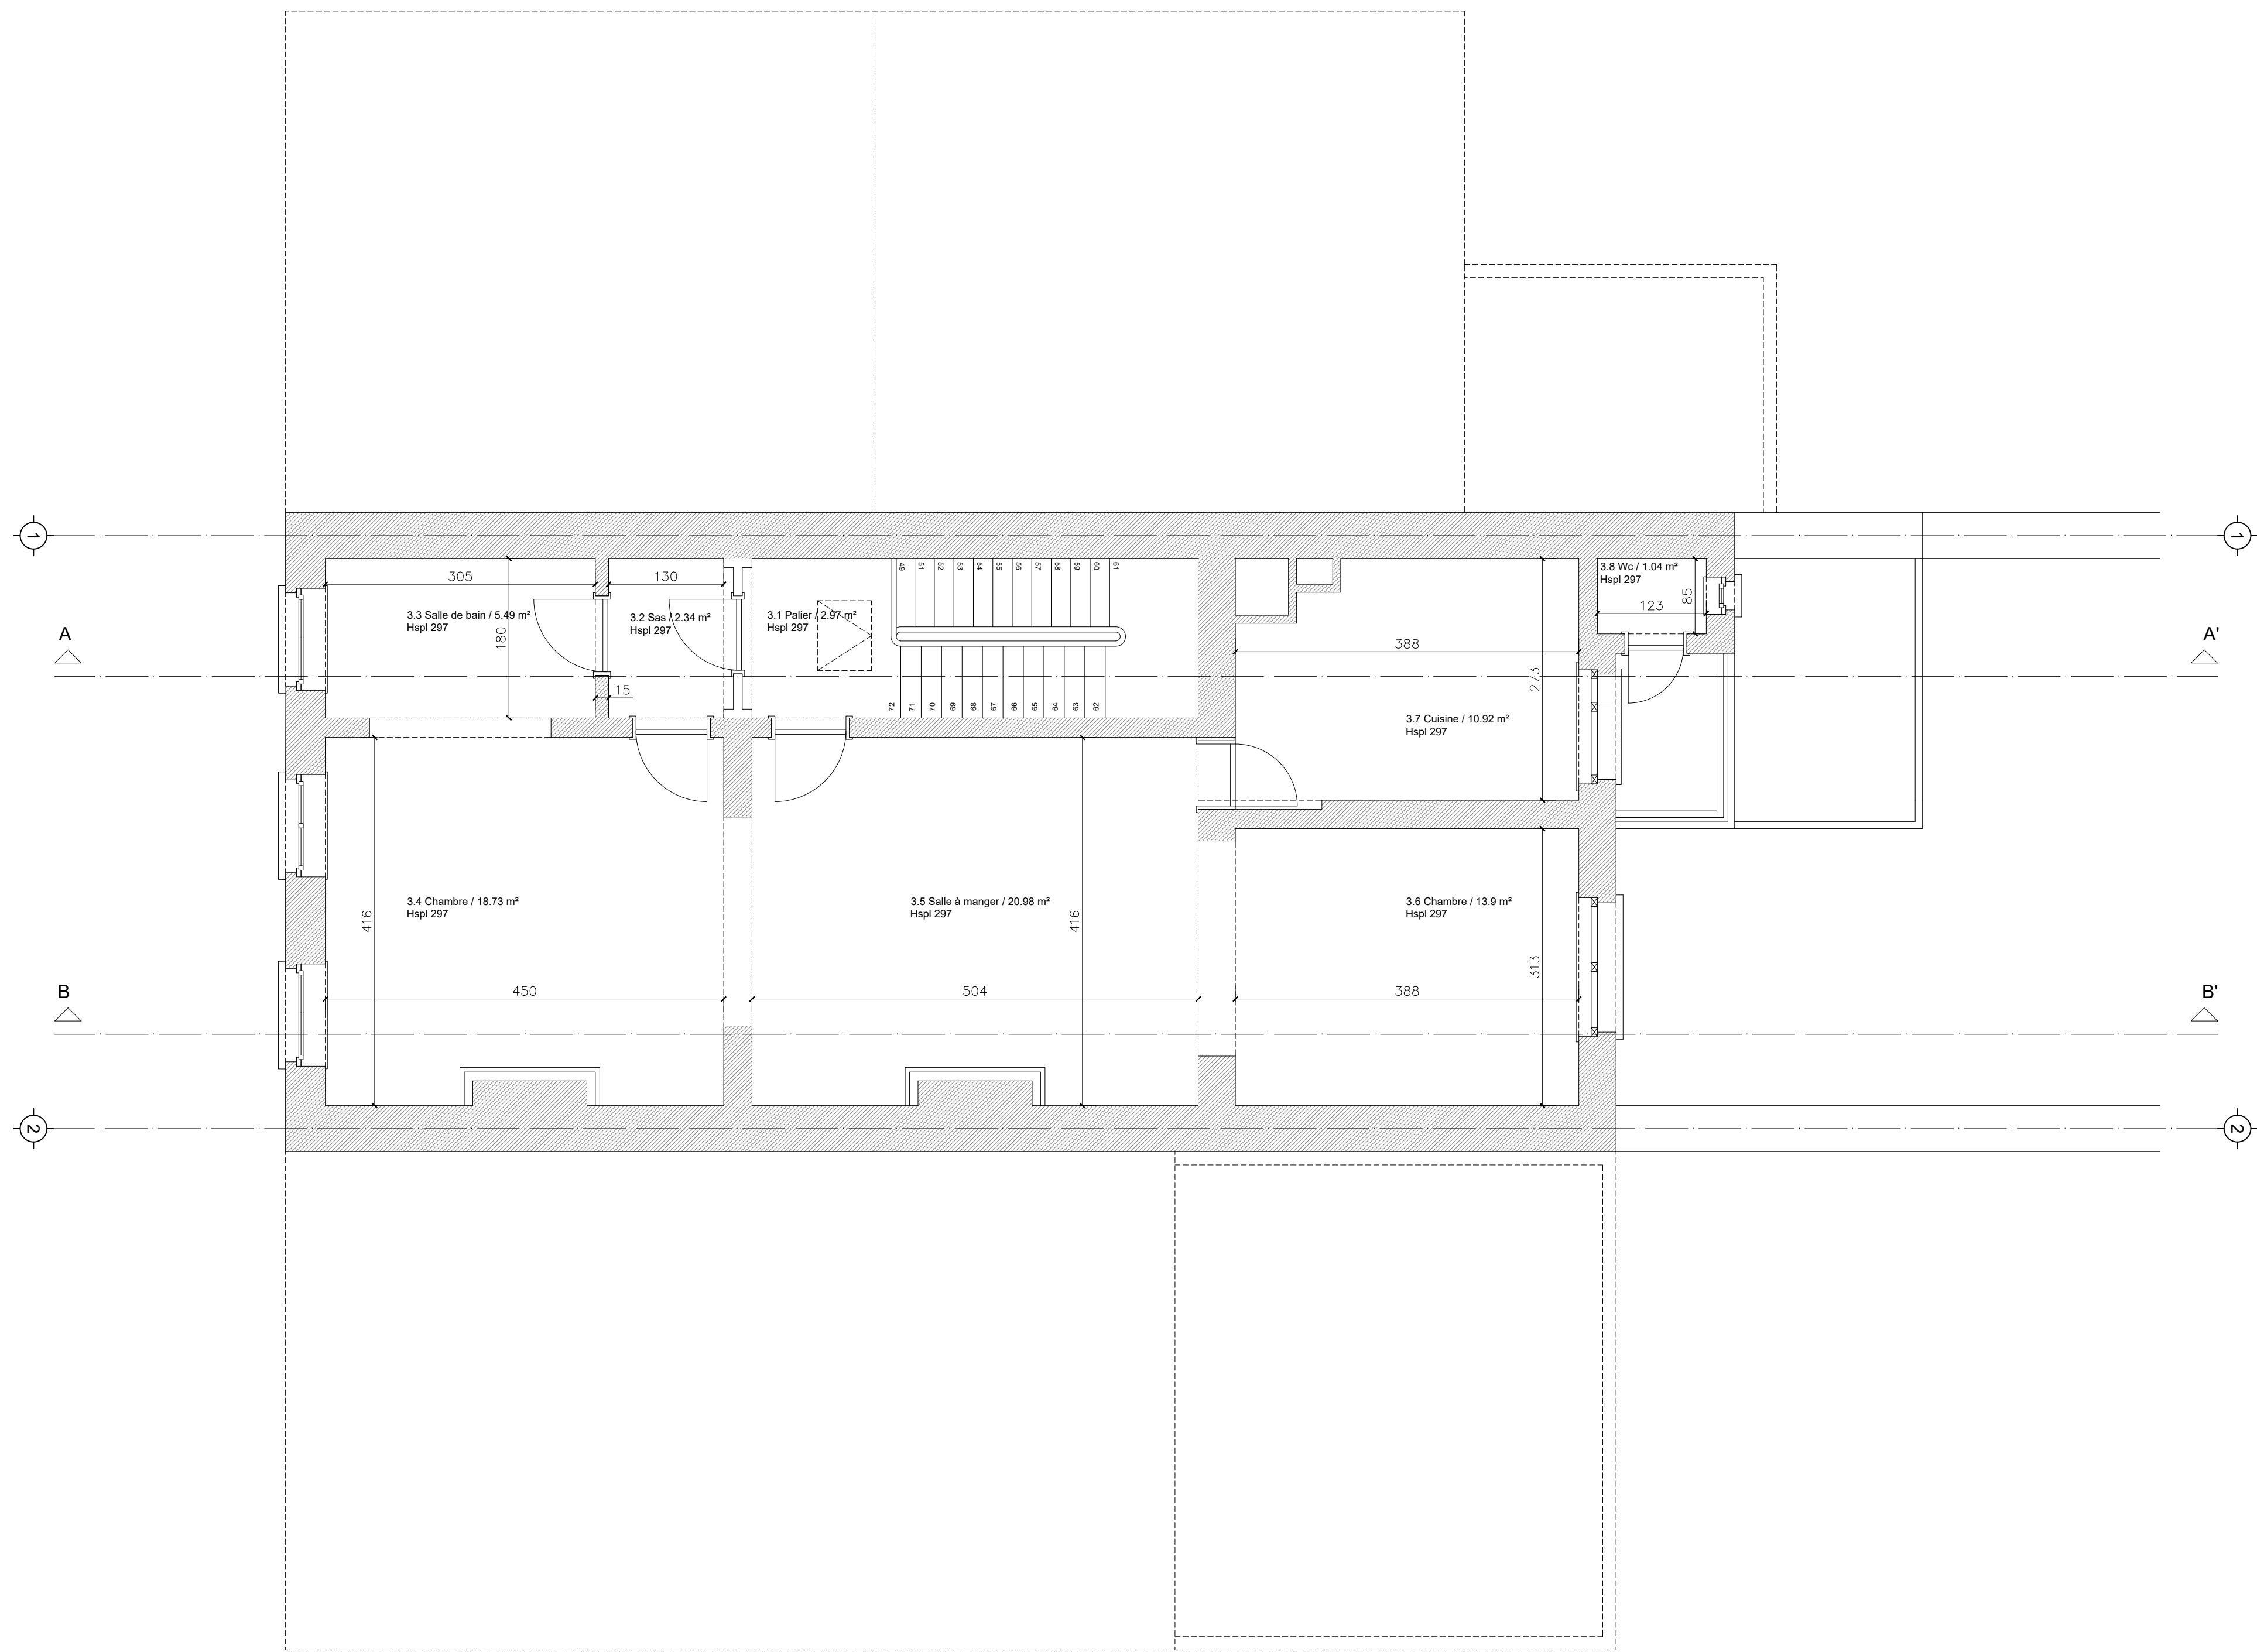 1
1
49
51
52
53
54
55
56
57
58
59
60
61
3.8 Wc / 1.04 m²
Hspl 297
305
130
123
85
3.3 Salle de bain / 5.49 m²
Hspl 297
3.2 Sas / 2.34 m²
Hspl 297
3.1 Palier / 2.97 m²
Hspl 297
180
A
A'
388
273
15
72
71
70
69
68
67
66
65
64
63
62
3.7 Cuisine / 10.92 m²
Hspl 297
3.4 Chambre / 18.73 m²
Hspl 297
3.5 Salle à manger / 20.98 m²
Hspl 297
3.6 Chambre / 13.9 m²
Hspl 297
416
416
313
B
B'
450
504
388
2
2